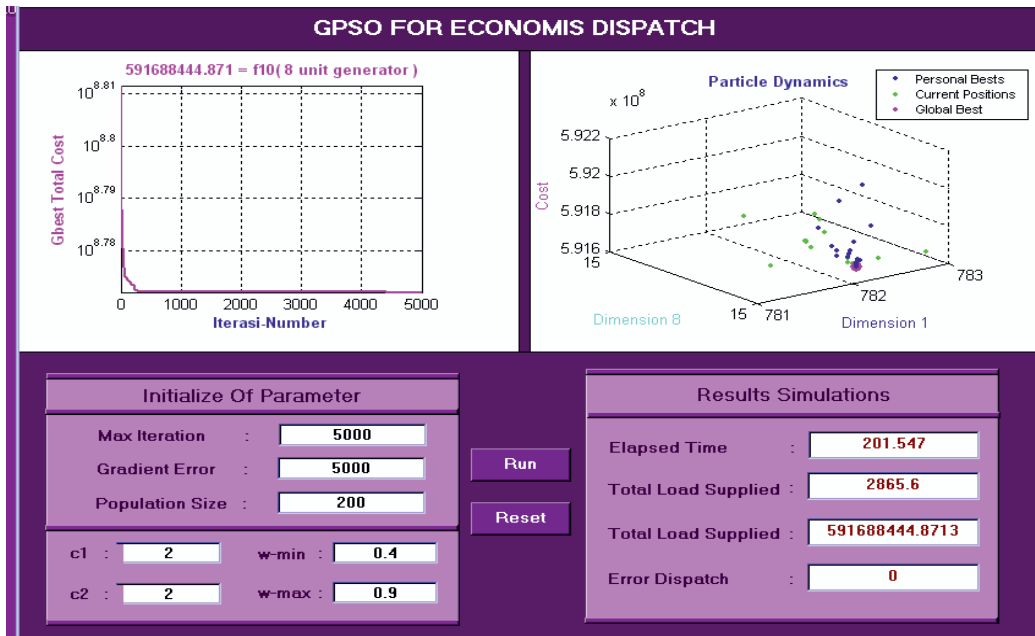 GPSO FOR ECONOMIS DISPATCH
591688444.871 = f10( 8 unit generator )
10^8.81
10^8.8
10^8.79
10^8.78
Gbest Total Cost
0 1000 2000 3000 4000 5000
Iterasi-Number
Particle Dynamics
Personal Bests
Current Positions
Global Best
x 10^8
5.922
5.92
5.918
5.916
Cost
15
15
781
782
783
Dimension 8
Dimension 1
Initialize Of Parameter
Max Iteration : 5000
Gradient Error : 5000
Population Size : 200
c1 : 2 w-min : 0.4
c2 : 2 w-max : 0.9
Run
Reset
Results Simulations
Elapsed Time : 201.547
Total Load Supplied : 2865.6
Total Load Supplied : 591688444.8713
Error Dispatch : 0